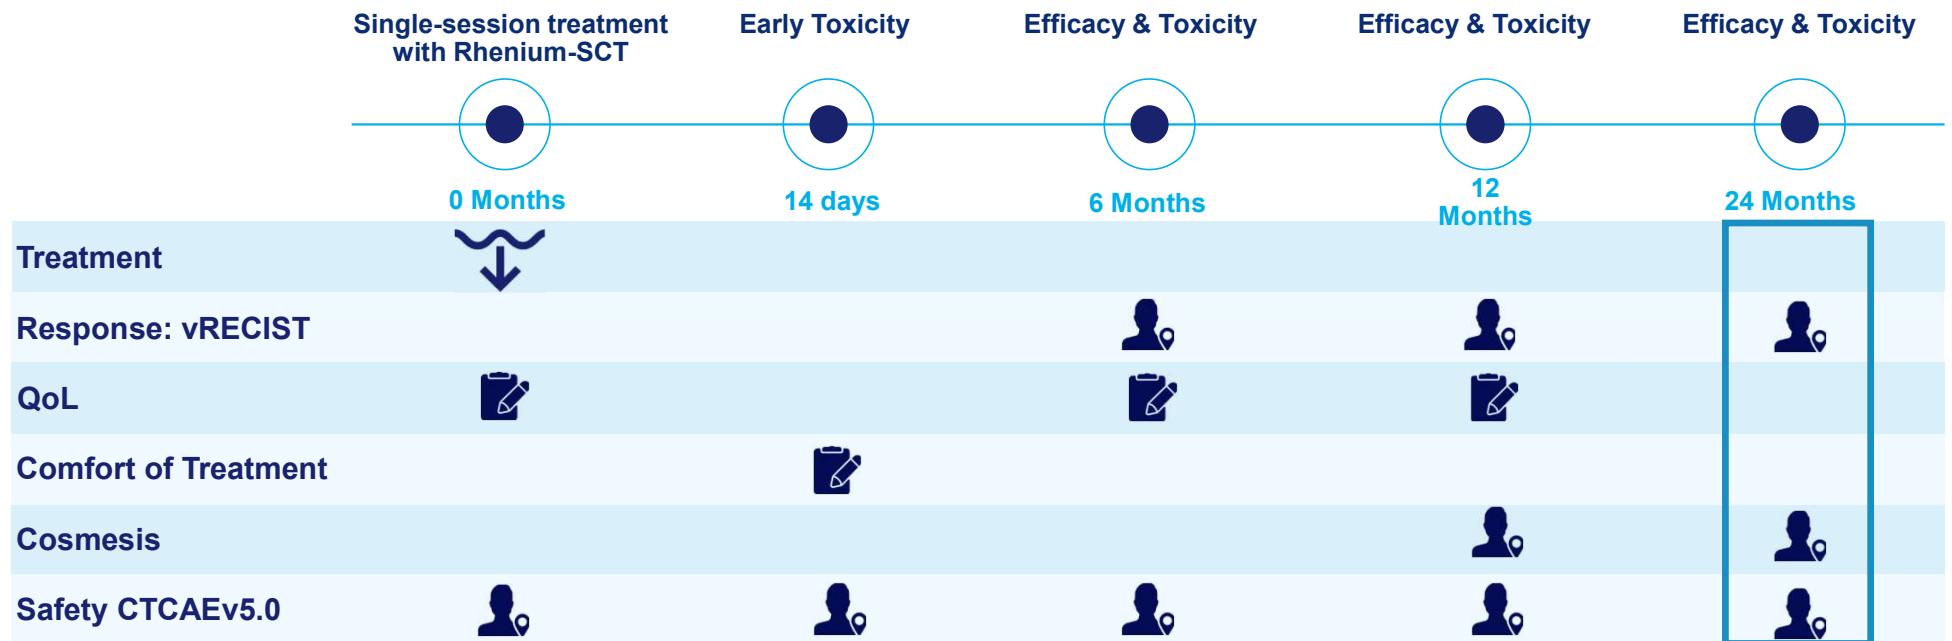 Single-session treatment
with Rhenium-SCT
Early Toxicity
Efficacy & Toxicity
Efficacy & Toxicity
Efficacy & Toxicity
0 Months
14 days
6 Months
12
Months
24 Months
Treatment
Response: vRECIST
QoL
Comfort of Treatment
Cosmesis
Safety CTCAEv5.0